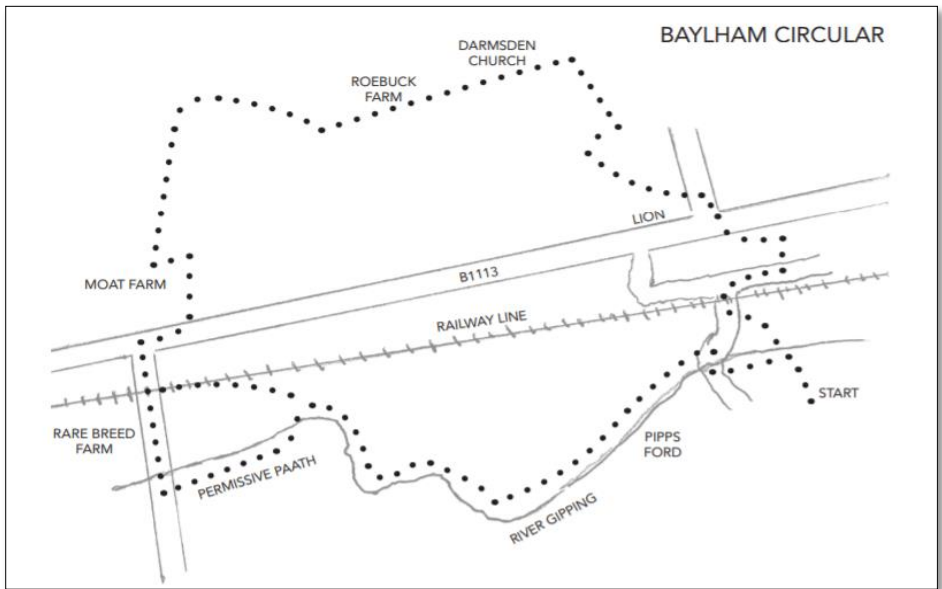 BAYLHAM CIRCULAR
DARMSDEN
CHURCH
ROEBUCK
FARM
LION
MOAT FARM
B1113
RAILWAY LINE
START
RARE BREED
FARM
PIPPS
FORD
PERMISSIVE PAATH
RIVER GIPPING